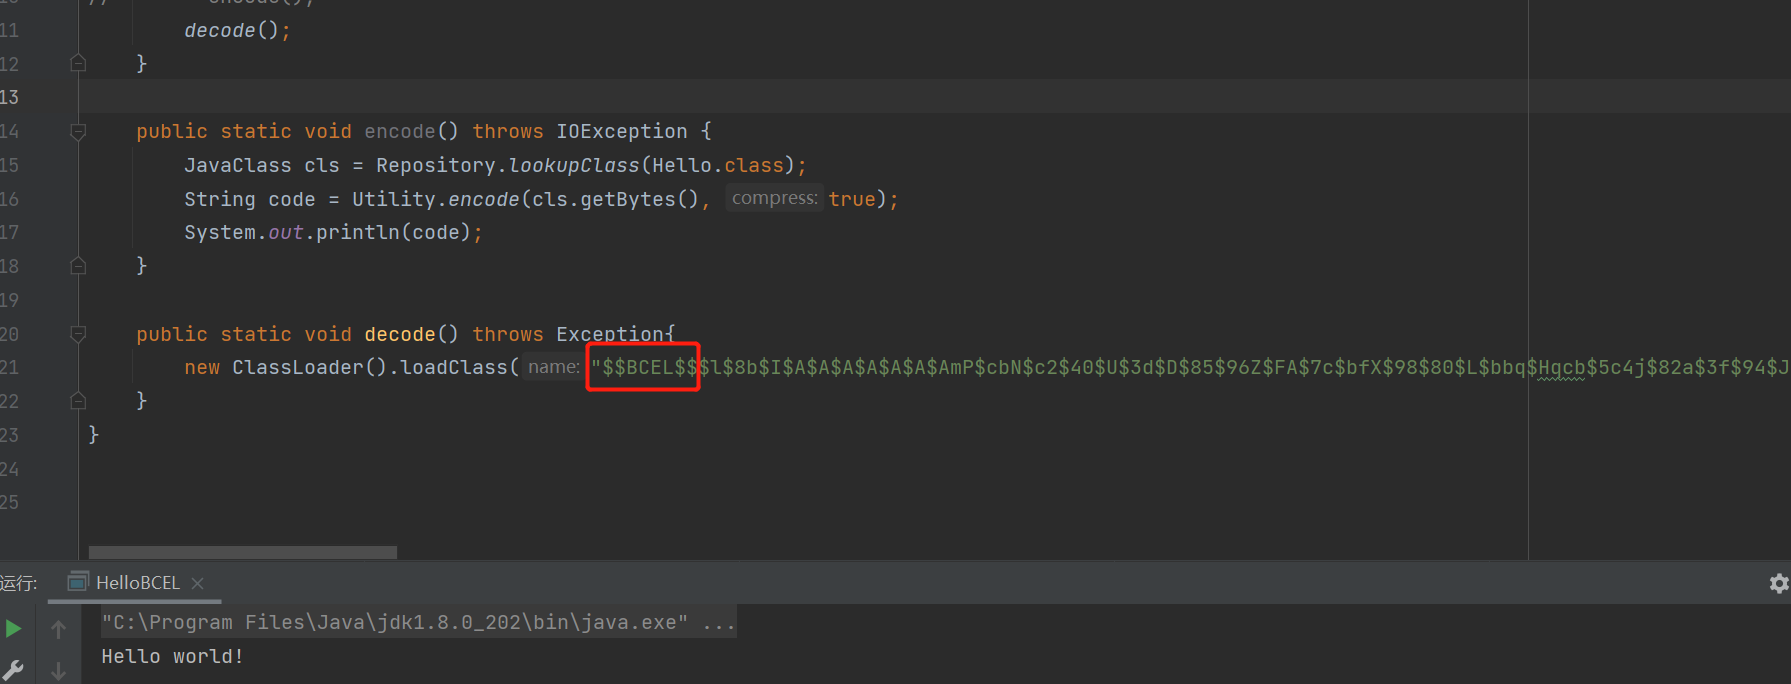 11 decode();
12 }
13
14 public static void encode() throws IOException {
15 JavaClass cls = Repository.lookupClass(Hello.class);
16 String code = Utility.encode(cls.getBytes(), compress: true);
17 System.out.println(code);
18 }
19
20 public static void decode() throws Exception{
21 new ClassLoader().loadClass( name: "$$BCEL$$$l$8b$I$A$A$A$A$A$A$AmP$cbN$c2$40$U$3d$D$85$96Z$FA$7c$bfX$98$80$L$bbq$Hqcb$5c4j$82a$3f$94$J
22 }
23 }
24
25
运行: HelloBCEL
"C:\Program Files\Java\jdk1.8.0_202\bin\java.exe" ...
Hello world!